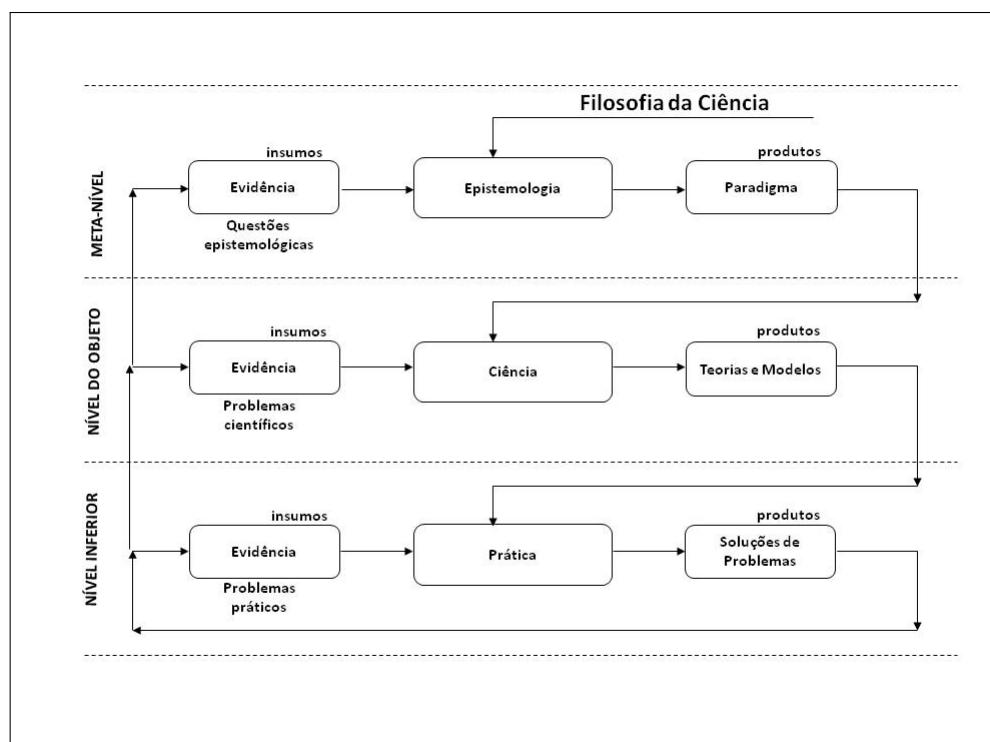 Filosofia da Ciência
META-NÍVEL
insumos
Evidência
Questões
epistemológicas
Epistemologia
produtos
Paradigma
NÍVEL DO OBJETO
insumos
Evidência
Problemas
científicos
Ciência
produtos
Teorias e Modelos
NÍVEL INFERIOR
insumos
Evidência
Problemas
práticos
Prática
produtos
Soluções de
Problemas